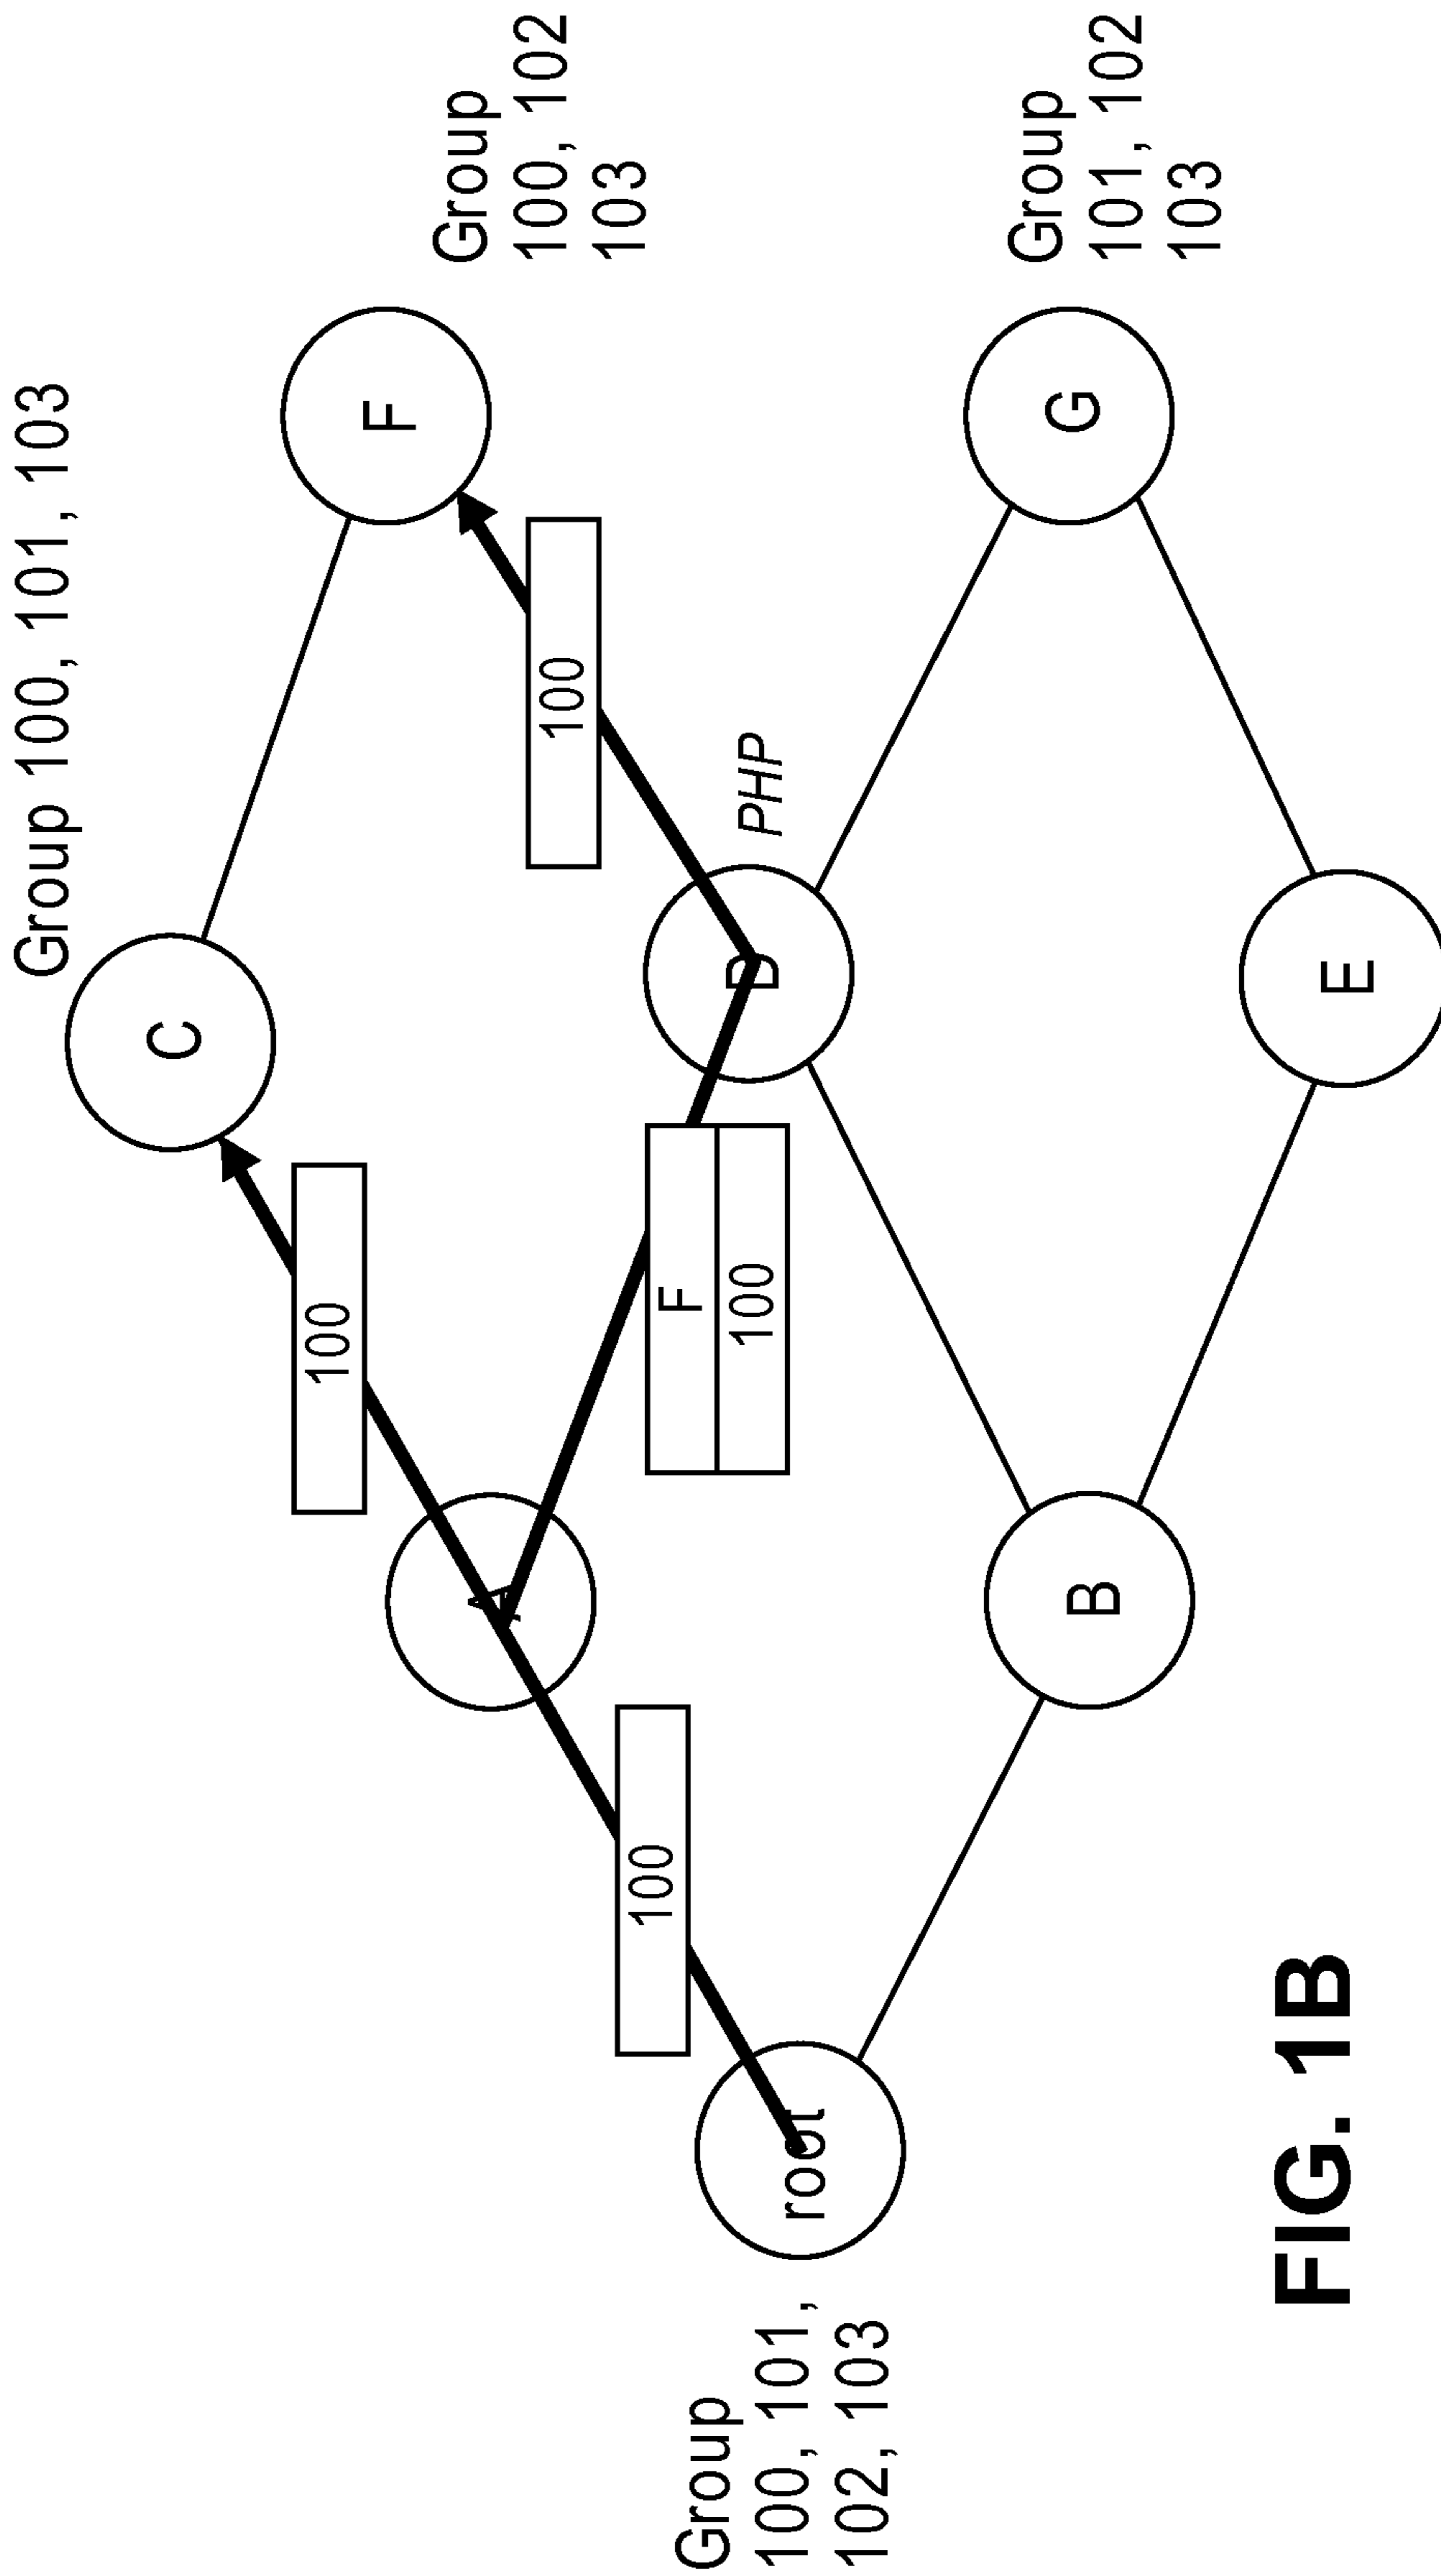 Group 100, 101, 103
C
F
Group
100, 102
103
100
100
A
F
100
D
PHP
100
root
Group
100, 101,
102, 103
B
E
G
Group
101, 102
103
FIG. 1B